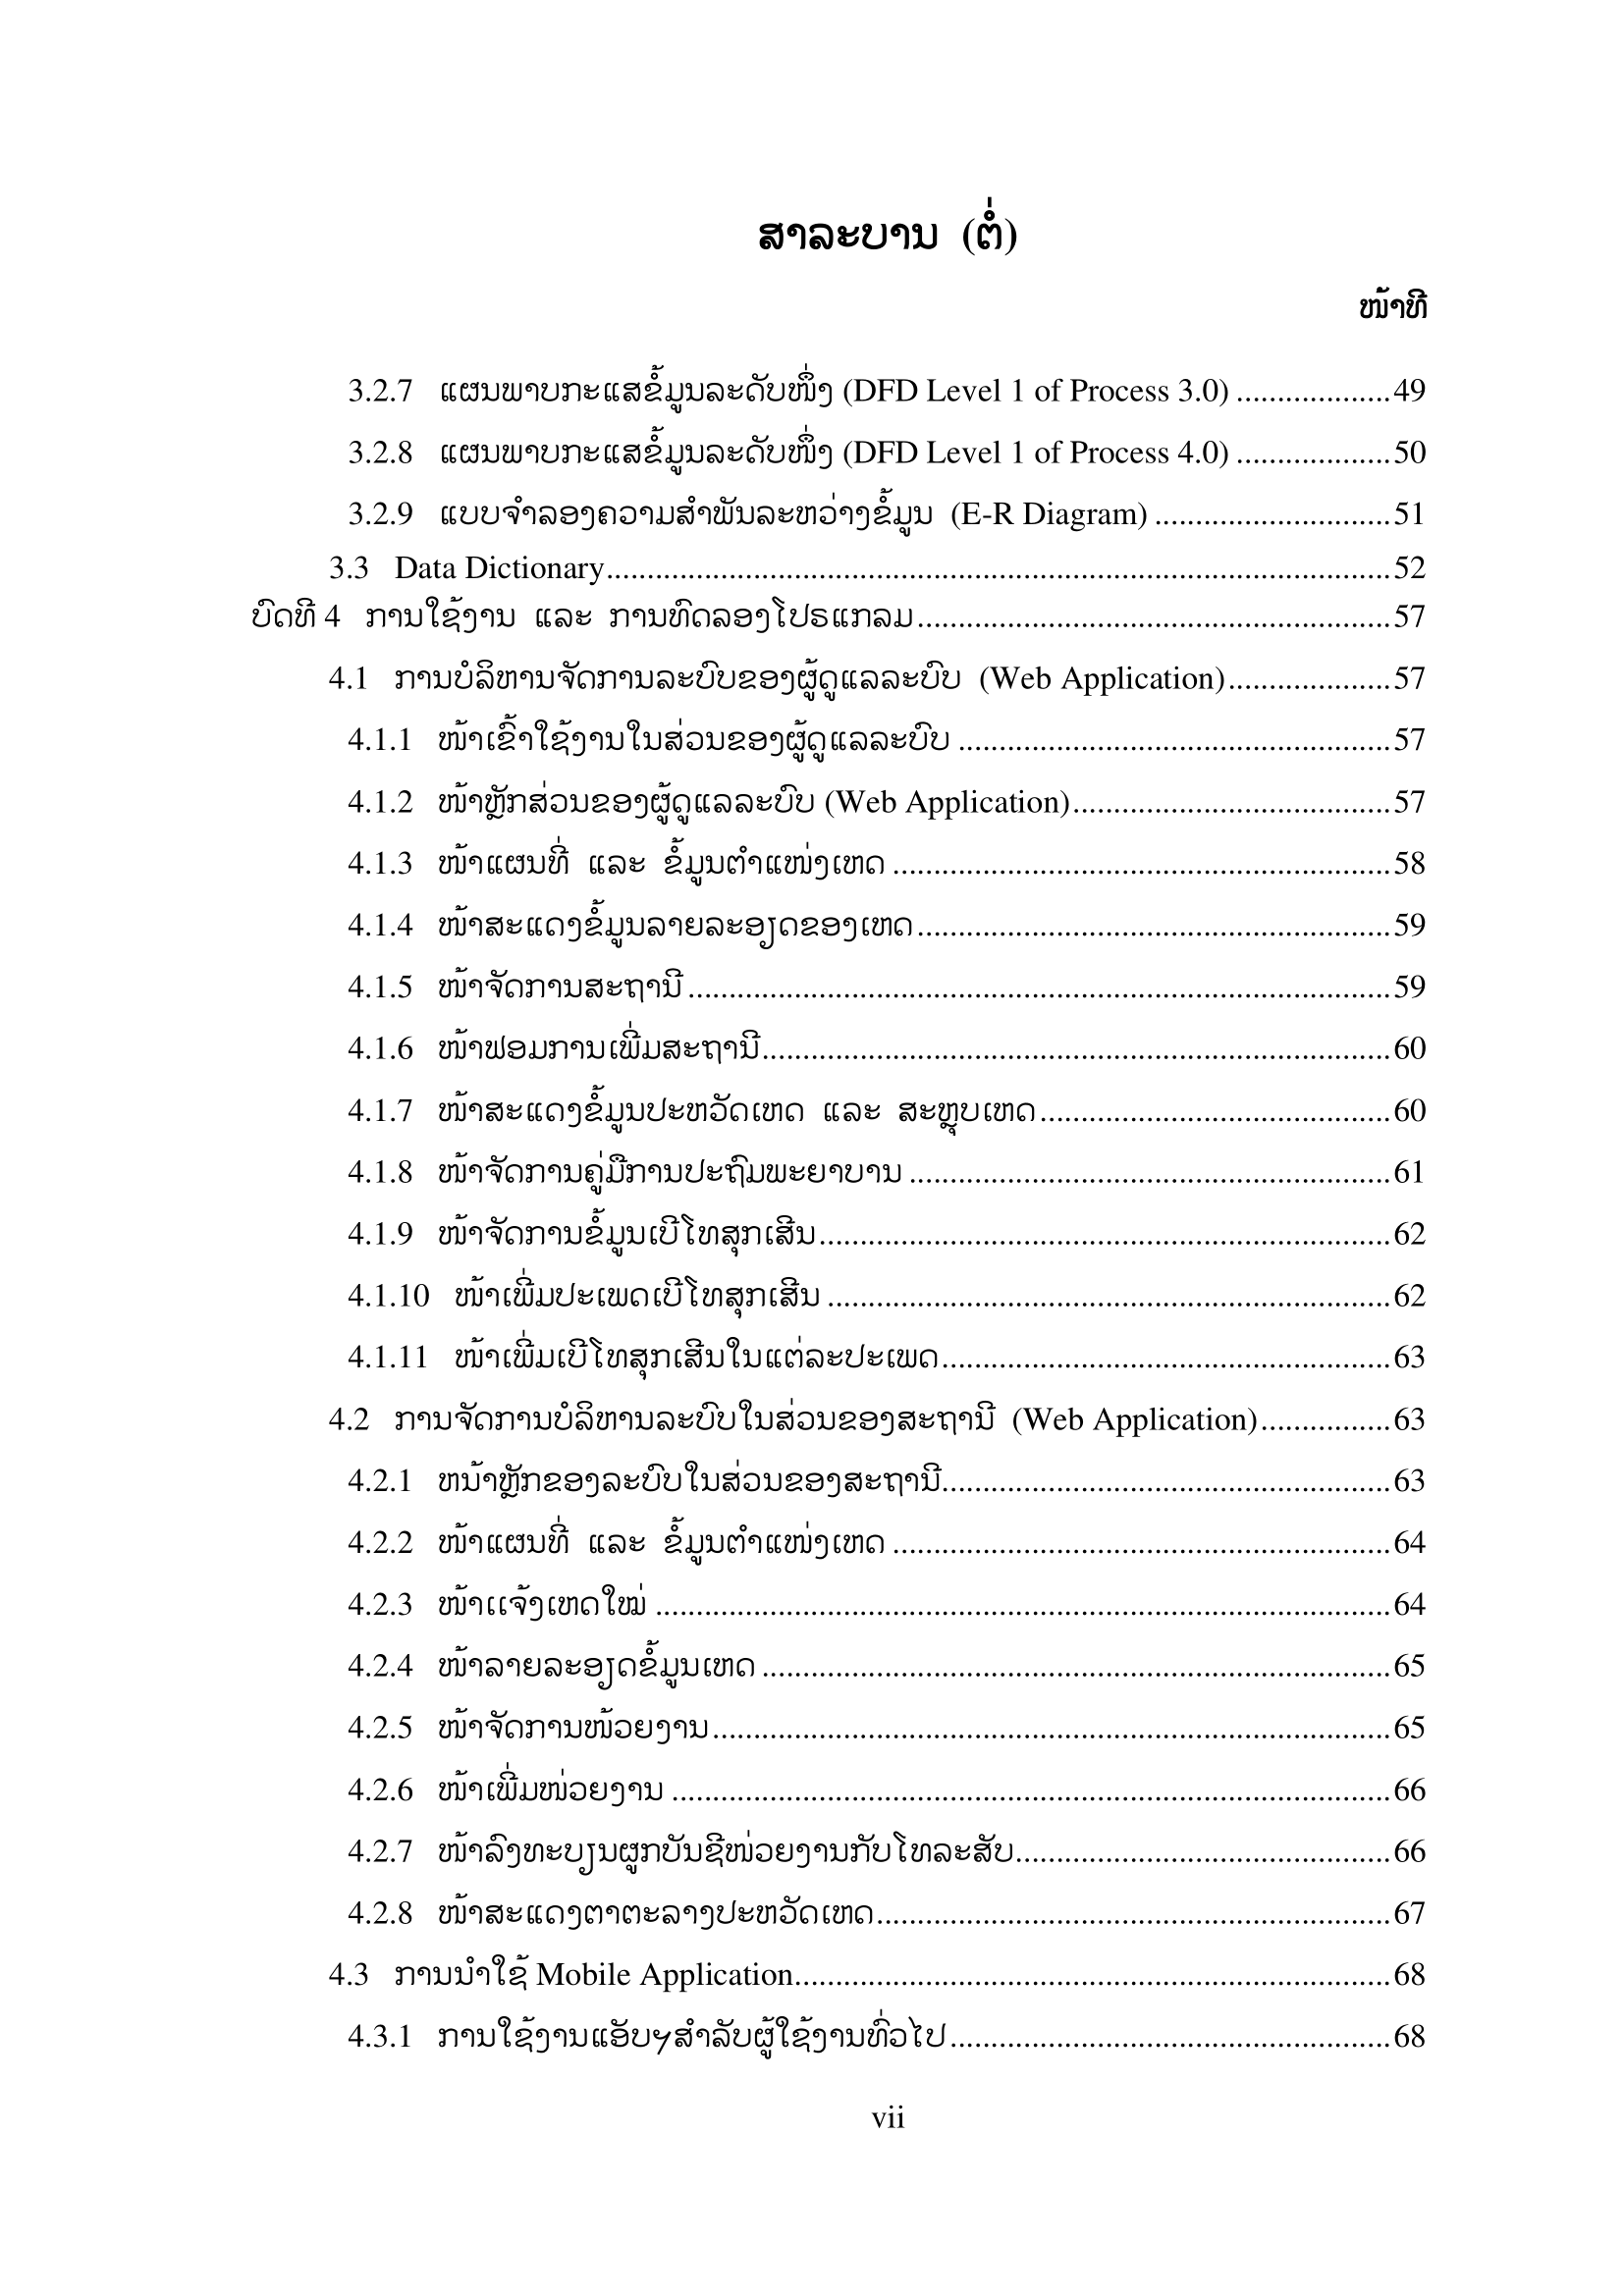 ສາລະບານ (ຕໍ່)
ໜ້າທີ
3.2.7 ແຜນພາບກະແສຂໍ້ມູນລະດັບໜຶ່ງ (DFD Level 1 of Process 3.0) ...................49
3.2.8 ແຜນພາບກະແສຂໍ້ມູນລະດັບໜຶ່ງ (DFD Level 1 of Process 4.0) ...................50
3.2.9 ແບບຈຳລອງຄວາມສຳພັນລະຫວ່າງຂໍ້ມູນ (E-R Diagram) .............................51
3.3 Data Dictionary................................................................................................52
ບົດທີ 4 ການໃຊ້ງານ ແລະ ການທົດລອງໂປຣແກລມ..........................................................57
4.1 ການບໍລິຫານຈັດການລະບົບຂອງຜູ້ດູແລລະບົບ (Web Application)....................57
4.1.1 ໜ້າເຂົ້າໃຊ້ງານໃນສ່ວນຂອງຜູ້ດູແລລະບົບ .....................................................57
4.1.2 ໜ້າຫຼັກສ່ວນຂອງຜູ້ດູແລລະບົບ (Web Application).......................................57
4.1.3 ໜ້າແຜນທີ່ ແລະ ຂໍ້ມູນຕຳແໜ່ງເຫດ .............................................................58
4.1.4 ໜ້າສະແດງຂໍ້ມູນລາຍລະອຽດຂອງເຫດ..........................................................59
4.1.5 ໜ້າຈັດການສະຖານີ ......................................................................................59
4.1.6 ໜ້າຟອມການເພີ່ມສະຖານີ.............................................................................60
4.1.7 ໜ້າສະແດງຂໍ້ມູນປະຫວັດເຫດ ແລະ ສະຫຼຸບເຫດ...........................................60
4.1.8 ໜ້າຈັດການຄູ່ມືການປະຖົມພະຍາບານ ...........................................................61
4.1.9 ໜ້າຈັດການຂໍ້ມູນເບີໂທສຸກເສີນ......................................................................62
4.1.10 ໜ້າເພີ່ມປະເພດເບີໂທສຸກເສີນ .....................................................................62
4.1.11 ໜ້າເພີ່ມເບີໂທສຸກເສີນໃນແຕ່ລະປະເພດ.......................................................63
4.2 ການຈັດການບໍລິຫານລະບົບໃນສ່ວນຂອງສະຖານີ (Web Application)................63
4.2.1 ຫນ້າຫຼັກຂອງລະບົບໃນສ່ວນຂອງສະຖານີ.......................................................63
4.2.2 ໜ້າແຜນທີ່ ແລະ ຂໍ້ມູນຕຳແໜ່ງເຫດ .............................................................64
4.2.3 ໜ້າເເຈ້ງເຫດໃໝ່ ..........................................................................................64
4.2.4 ໜ້າລາຍລະອຽດຂໍ້ມູນເຫດ .............................................................................65
4.2.5 ໜ້າຈັດການໜ້ວຍງານ...................................................................................65
4.2.6 ໜ້າເພີ່ມໜ່ວຍງານ ........................................................................................66
4.2.7 ໜ້າລົງທະບຽນຜູກບັນຊີໜ່ວຍງານກັບໂທລະສັບ..............................................66
4.2.8 ໜ້າສະແດງຕາຕະລາງປະຫວັດເຫດ...............................................................67
4.3 ການນຳໃຊ້ Mobile Application.........................................................................68
4.3.1 ການໃຊ້ງານແອັບຯສຳລັບຜູ້ໃຊ້ງານທົ່ວໄປ......................................................68
vii